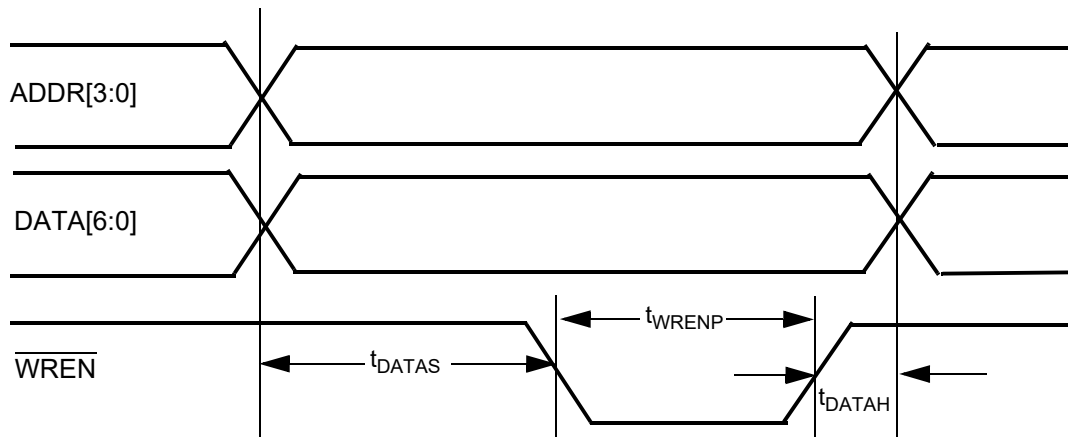 ADDR[3:0]
DATA[6:0]
tWRENP
WREN
tDATAS
tDATAH